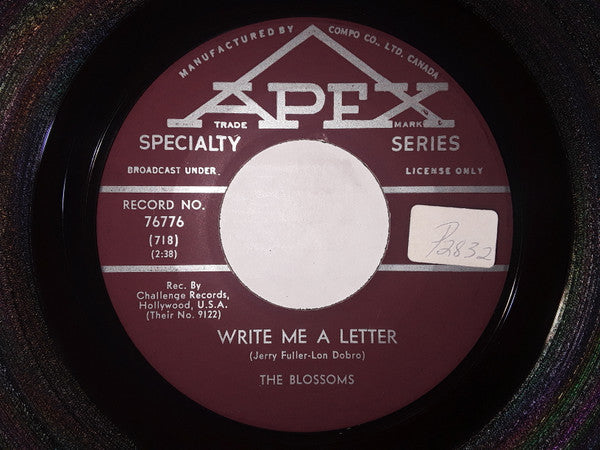 MANUFACTURED BY COMPO CO., LTD. CANADA
APEX
TRADE MARK
SPECIALTY SERIES
BROADCAST UNDER LICENSE ONLY
RECORD NO.
76776
(718)
(2:38)
P2832
Rec. By
Challenge Records,
Hollywood, U.S.A.
(Their No. 9122)
WRITE ME A LETTER
(Jerry Fuller-Lon Dobro)
THE BLOSSOMS